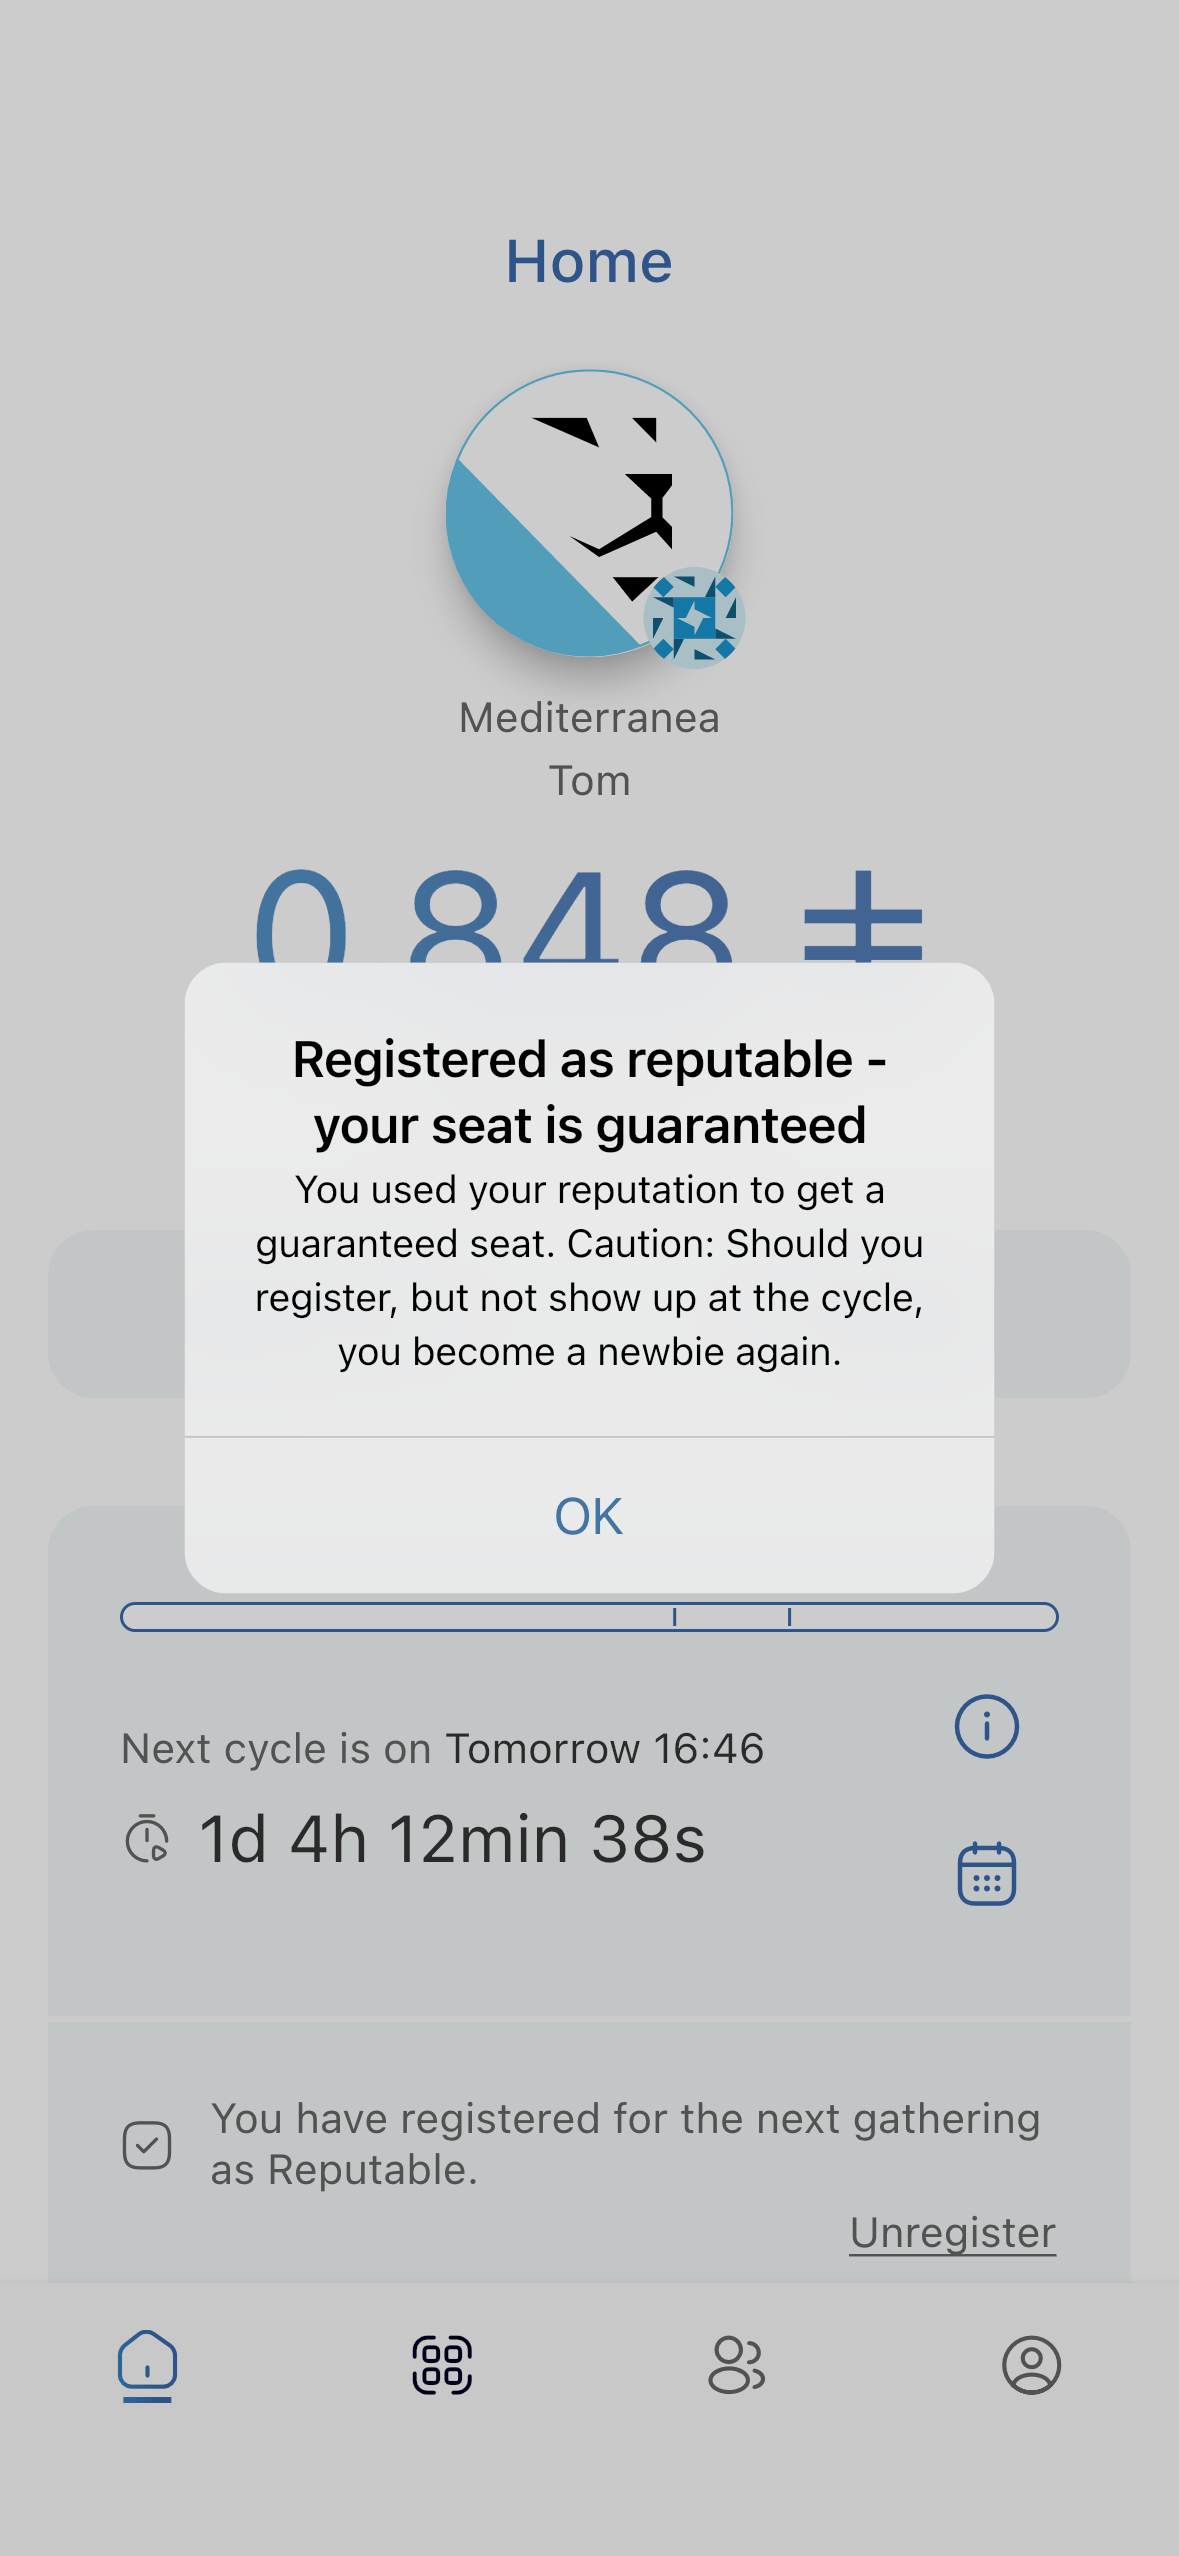 Home
Mediterranea
Tom
0.848 ␩
Registered as reputable -
your seat is guaranteed
You used your reputation to get a
guaranteed seat. Caution: Should you
register, but not show up at the cycle,
you become a newbie again.
OK
Next cycle is on Tomorrow 16:46
1d 4h 12min 38s
You have registered for the next gathering
as Reputable.
Unregister